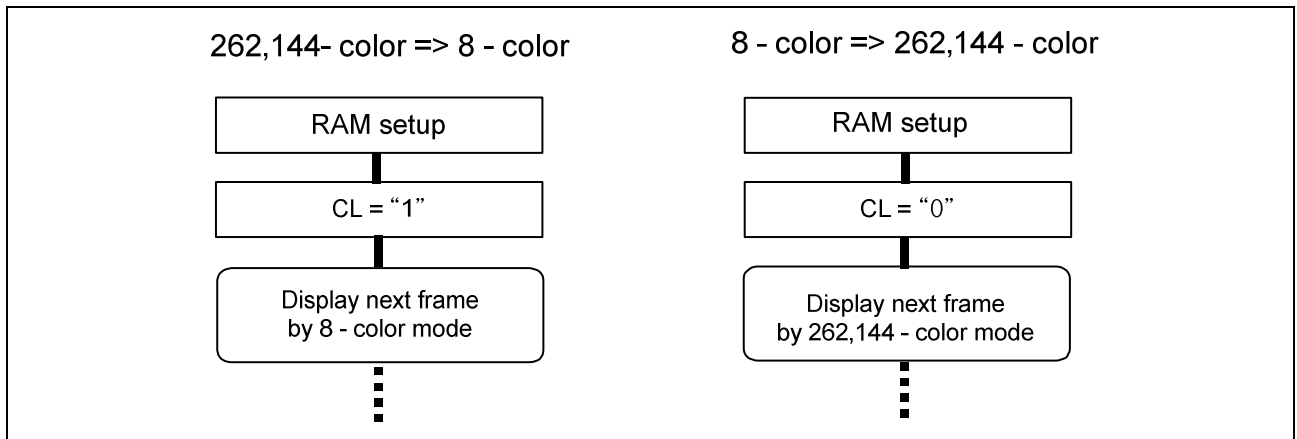 262,144- color => 8 - color
RAM setup
CL = “1”
Display next frame
by 8 - color mode
8 - color => 262,144 - color
RAM setup
CL = “0”
Display next frame
by 262,144 - color mode